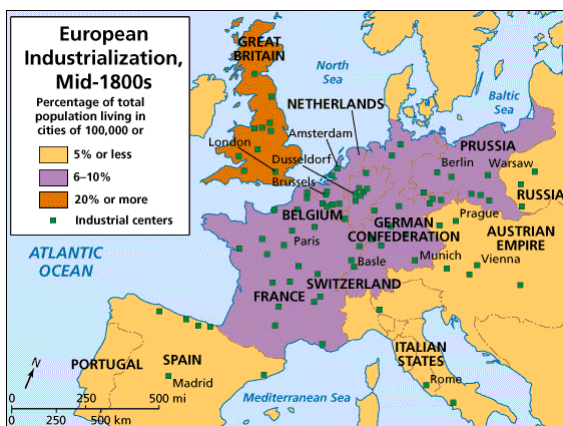 European
Industrialization,
Mid-1800s
Percentage of total
population living in
cities of 100,000 or
5% or less
6–10%
20% or more
Industrial centers
GREAT
BRITAIN
North
Sea
Baltic
Sea
NETHERLANDS
Amsterdam
London
Dusseldorf
Brussels
PRUSSIA
Berlin
Warsaw
RUSSIA
BELGIUM
GERMAN
CONFEDERATION
Prague
AUSTRIAN
EMPIRE
Paris
Basle
Munich
Vienna
ATLANTIC
OCEAN
FRANCE
SWITZERLAND
PORTUGAL
SPAIN
Madrid
ITALIAN
STATES
Rome
Mediterranean Sea
N
0 250 500 mi
0 250 500 km